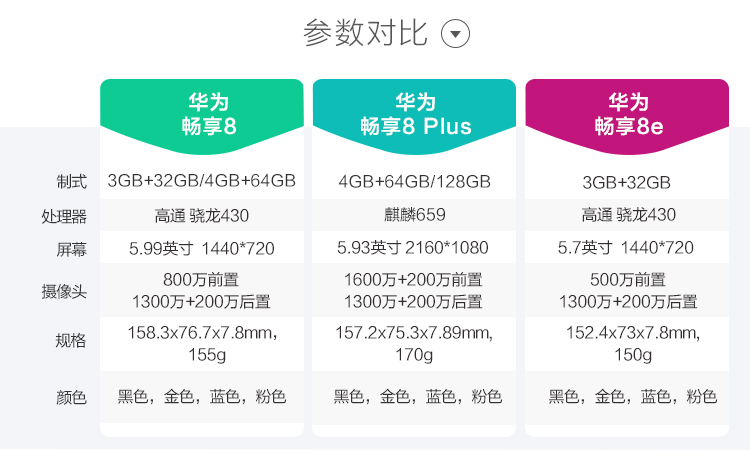 参数对比
华为
畅享8
华为
畅享8 Plus
华为
畅享8e
制式
3GB+32GB/4GB+64GB
4GB+64GB/128GB
3GB+32GB
处理器
高通 骁龙430
麒麟659
高通 骁龙430
屏幕
5.99英寸 1440*720
5.93英寸 2160*1080
5.7英寸 1440*720
摄像头
800万前置
1300万+200万后置
1600万+200万前置
1300万+200万后置
500万前置
1300万+200万后置
规格
158.3x76.7x7.8mm，
155g
157.2x75.3x7.89mm,
170g
152.4x73x7.8mm,
150g
颜色
黑色，金色，蓝色，粉色
黑色，金色，蓝色，粉色
黑色，金色，蓝色，粉色